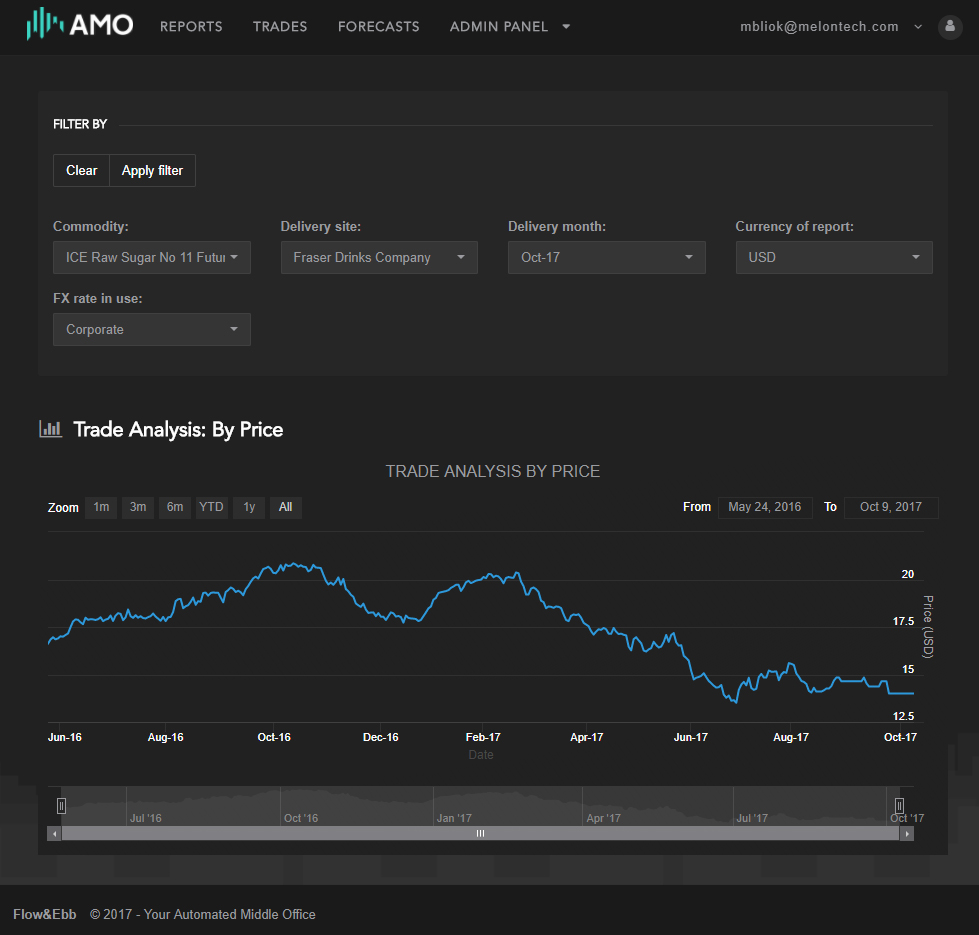 AMO REPORTS TRADES FORECASTS ADMIN PANEL mbliok@melontech.com
FILTER BY
Clear Apply filter
Commodity: Delivery site: Delivery month: Currency of report:
ICE Raw Sugar No 11 Futur Fraser Drinks Company Oct-17 USD
FX rate in use:
Corporate
Trade Analysis: By Price
TRADE ANALYSIS BY PRICE
Zoom 1m 3m 6m YTD 1y All From May 24, 2016 To Oct 9, 2017
20
17.5
Price (USD)
15
12.5
Jun-16 Aug-16 Oct-16 Dec-16 Feb-17 Apr-17 Jun-17 Aug-17 Oct-17
Date
Jul '16 Oct '16 Jan '17 Apr '17 Jul '17 Oct '17
Flow&Ebb © 2017 - Your Automated Middle Office